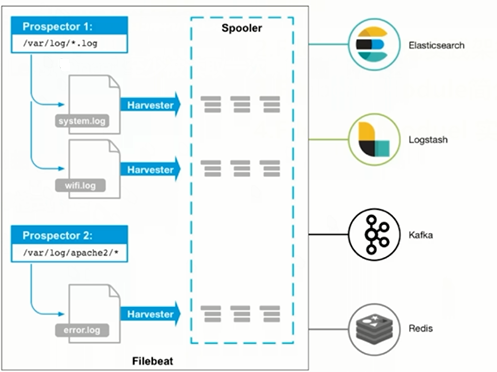 Prospector 1:
/var/log/*.log
Spooler
system.log
Harvester
wifi.log
Harvester
Prospector 2:
/var/log/apache2/*
error.log
Harvester
Filebeat
Elasticsearch
Logstash
Kafka
Redis